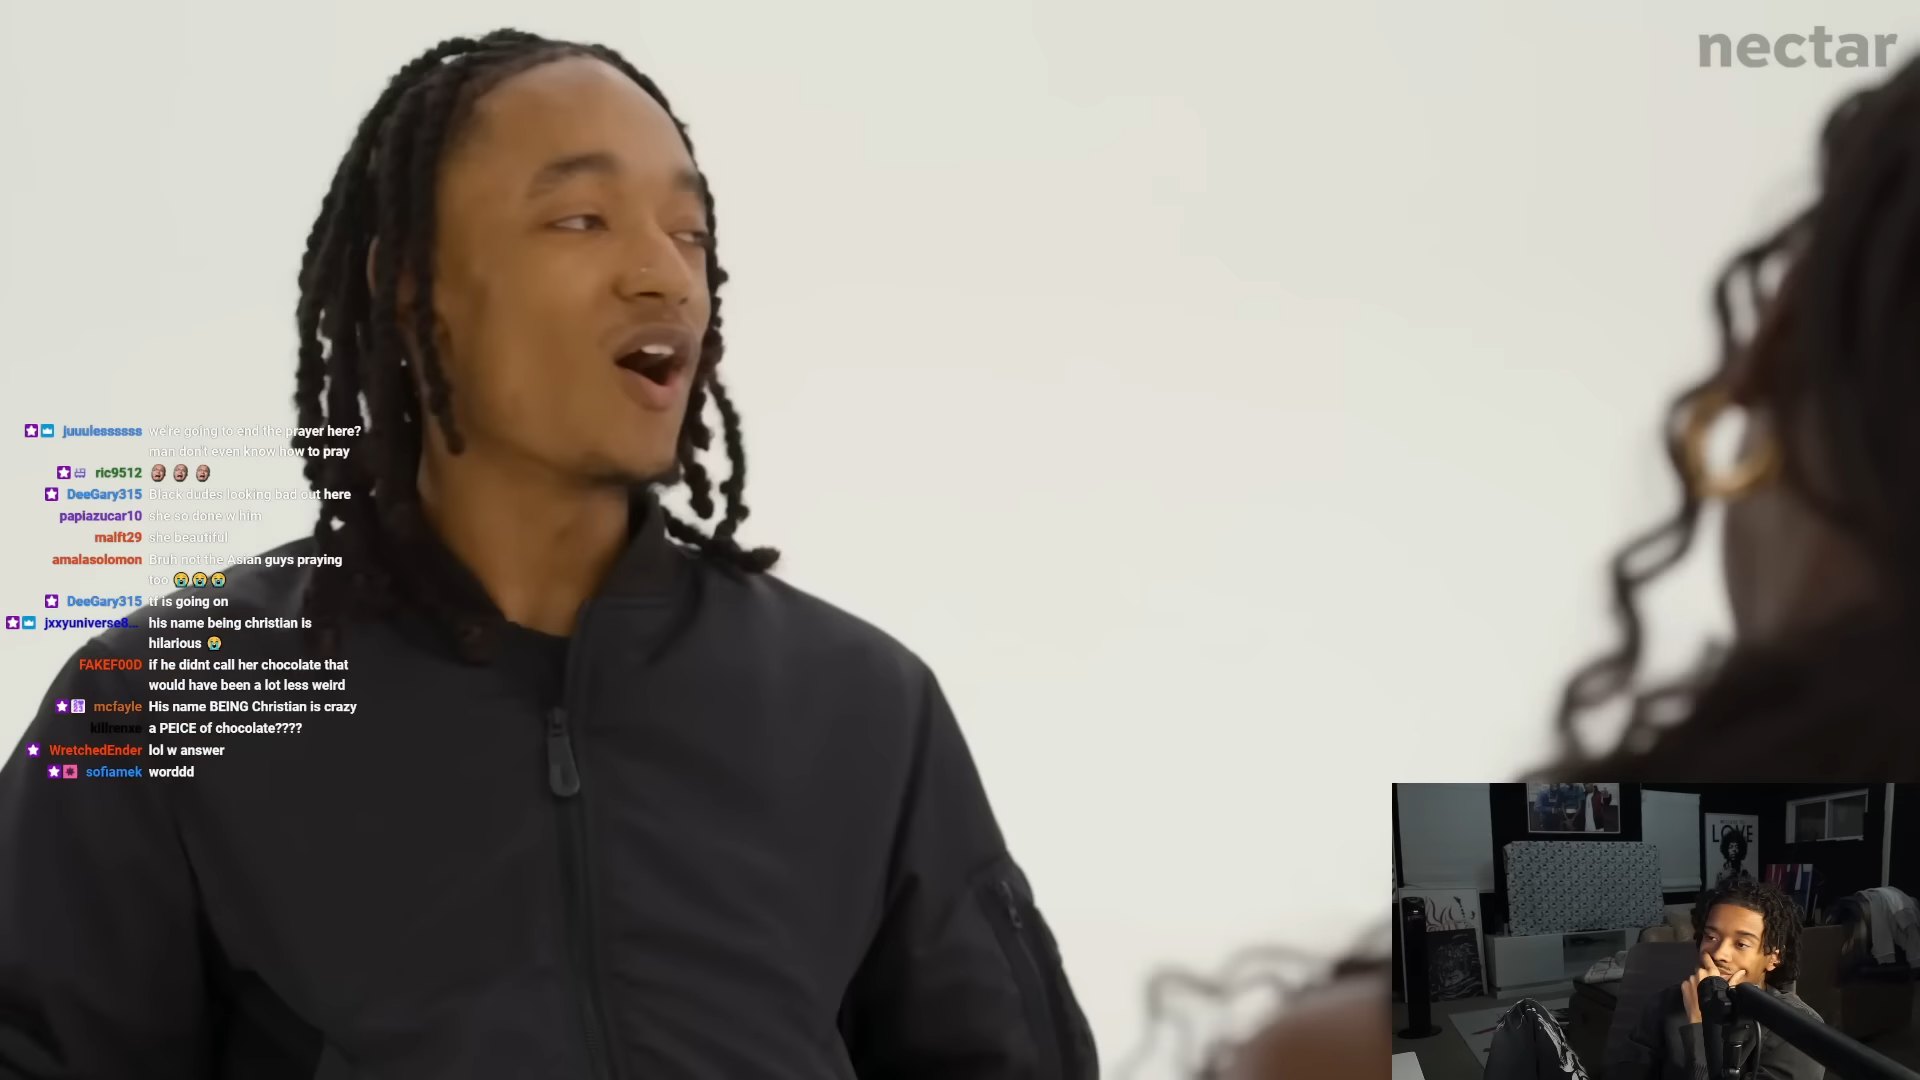 nectar
juuulessssss we're going to end the prayer here?
man don't even know how to pray
ric9512
DeeGary315 Black dudes looking bad out here
papiazucar10 she so done w him
malft29 she beautiful
amalasolomon Bruh not the Asian guys praying
too 😭😭😭
DeeGary315 tf is going on
jxxyuniverse8... his name being christian is
hilarious 😭
FAKEF00D if he didnt call her chocolate that
would have been a lot less weird
mcfayle His name BEING Christian is crazy
killrenxe a PEICE of chocolate????
WretchedEnder lol w answer
sofiamek worddd
LOVE